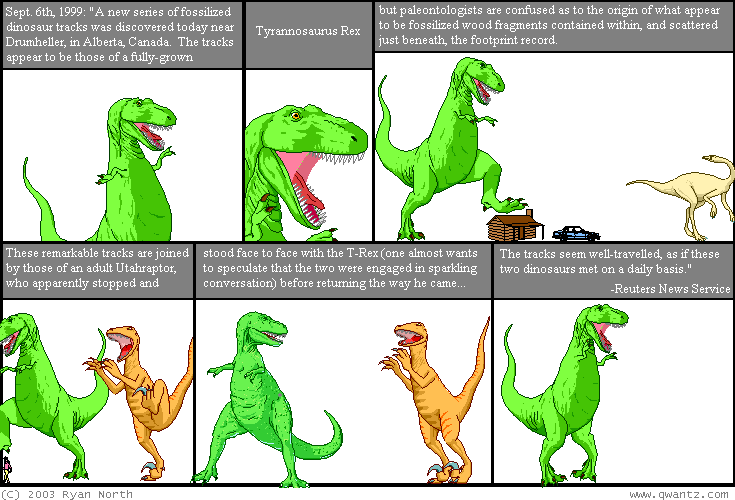 Sept. 6th, 1999: "A new series of fossilized
dinosaur tracks was discovered today near
Drumheller, in Alberta, Canada. The tracks
appear to be those of a fully-grown
Tyrannosaurus Rex
but paleontologists are confused as to the origin of what appear
to be fossilized wood fragments contained within, and scattered
just beneath, the footprint record.
These remarkable tracks are joined
by those of an adult Utahraptor,
who apparently stopped and
stood face to face with the T-Rex (one almost wants
to speculate that the two were engaged in sparkling
conversation) before returning the way he came...
The tracks seem well-travelled, as if these
two dinosaurs met on a daily basis."
-Reuters News Service
(C) 2003 Ryan North
www.qwantz.com